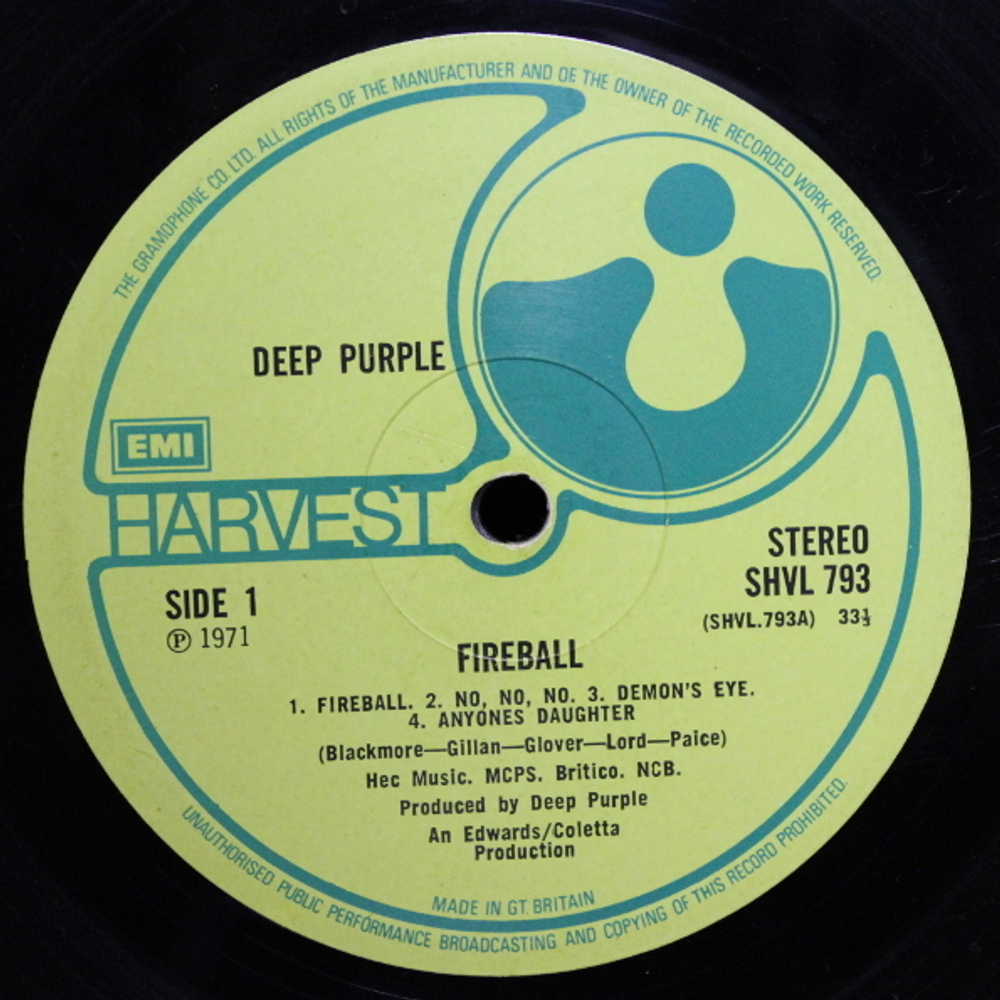 THE GRAMOPHONE CO. LTD. ALL RIGHTS OF THE MANUFACTURER AND OE THE OWNER OF THE RECORDED WORK RESERVED.
DEEP PURPLE
EMI
HARVEST
STEREO
SHVL 793
(SHVL.793A) 33⅓
SIDE 1
Ⓟ 1971
FIREBALL
1. FIREBALL. 2. NO, NO, NO. 3. DEMON'S EYE.
4. ANYONES DAUGHTER
(Blackmore—Gillan—Glover—Lord—Paice)
Hec Music. MCPS. Britico. NCB.
Produced by Deep Purple
An Edwards/Coletta
Production
MADE IN GT. BRITAIN
UNAUTHORISED PUBLIC PERFORMANCE BROADCASTING AND COPYING OF THIS RECORD PROHIBITED.